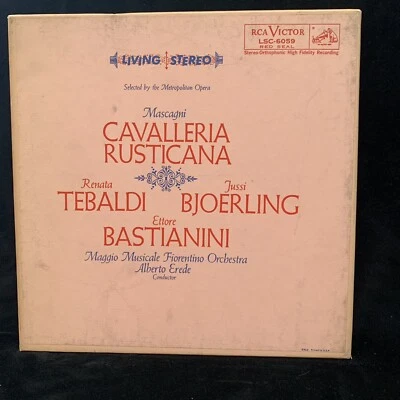 LIVING STEREO
RCA VICTOR
LSC-6059
RED SEAL
Stereo-Orthophonic High Fidelity Recording
Selected by the Metropolitan Opera
Mascagni
CAVALLERIA
RUSTICANA
Renata Jussi
TEBALDI BJOERLING
Ettore
BASTIANINI
Maggio Musicale Fiorentino Orchestra
Alberto Erede
Conductor